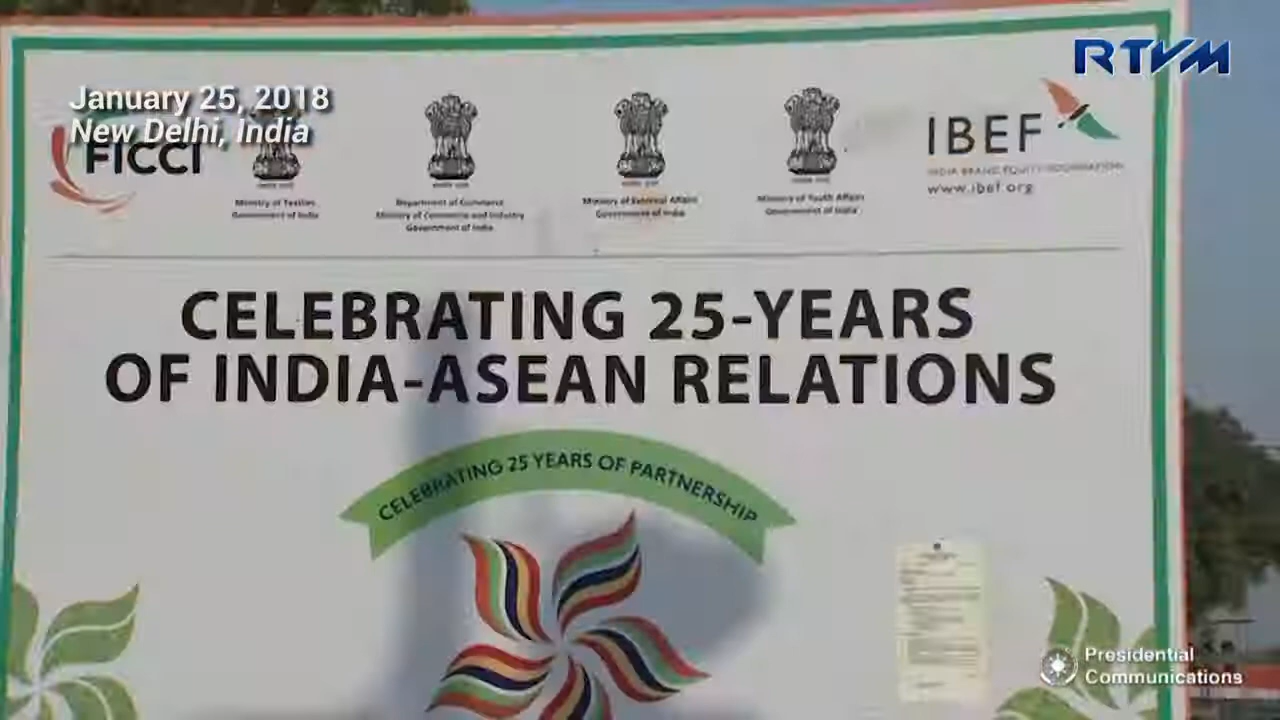 RTVM
January 25, 2018
New Delhi, India
FICCI
Ministry of Textiles
Government of India
Department of Commerce
Ministry of Commerce and Industry
Government of India
Ministry of External Affairs
Government of India
Ministry of Youth Affairs
Government of India
IBEF
INDIA BRAND EQUITY FOUNDATION
www.ibef.org
CELEBRATING 25-YEARS
OF INDIA-ASEAN RELATIONS
CELEBRATING 25 YEARS OF PARTNERSHIP
Presidential
Communications